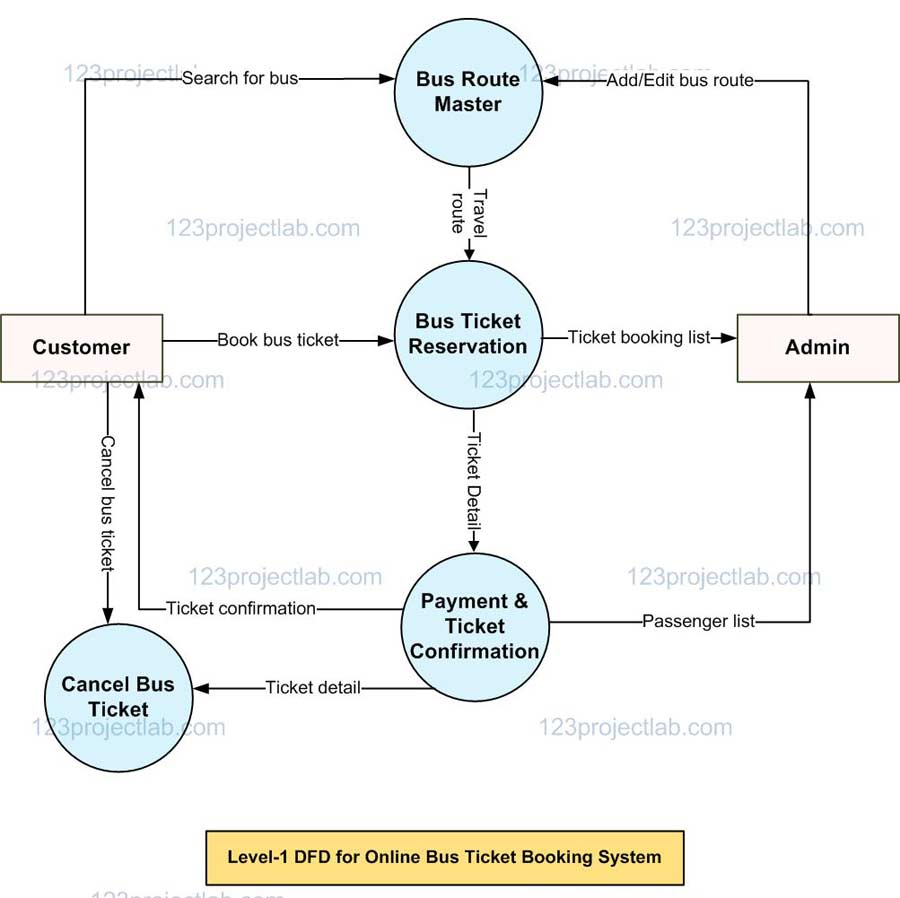 123projectlab.com
Search for bus
Bus Route
Master
Add/Edit bus route
Travel
route
123projectlab.com
123projectlab.com
Customer
Book bus ticket
Bus Ticket
Reservation
Ticket booking list
Admin
123projectlab.com
123projectlab.com
Cancel bus ticket
Ticket Detail
123projectlab.com
123projectlab.com
Ticket confirmation
Payment &
Ticket
Confirmation
Passenger list
Cancel Bus
Ticket
Ticket detail
123projectlab.com
123projectlab.com
Level-1 DFD for Online Bus Ticket Booking System